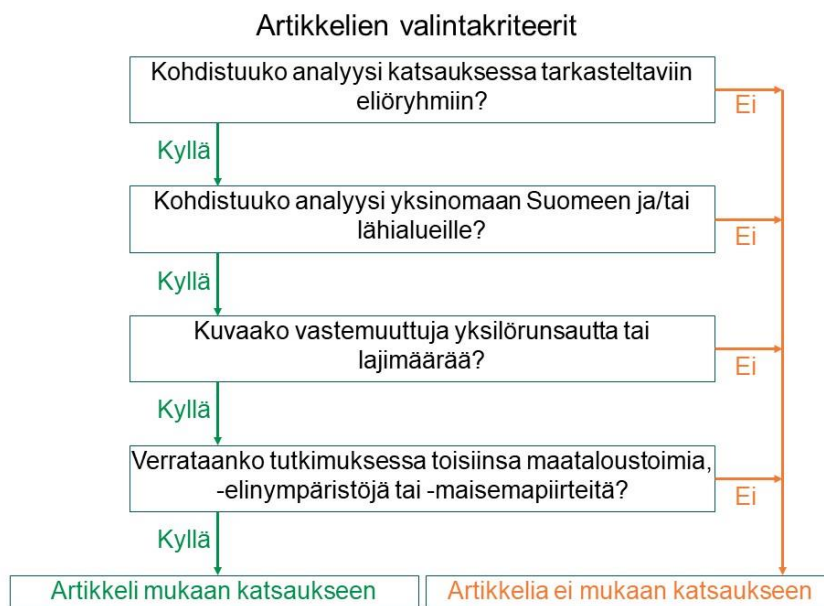 Artikkelien valintakriteerit
Kohdistuuko analyysi katsauksessa tarkasteltaviin
eliöryhmiin?
Ei
Kyllä
Kohdistuuko analyysi yksinomaan Suomeen ja/tai
lähialueille?
Ei
Kyllä
Kuvaako vastemuuttuja yksilörunsautta tai
lajimäärää?
Ei
Kyllä
Verrataanko tutkimuksessa toisiinsa maataloustoimia,
-elinympäristöjä tai -maisemapiirteitä?
Ei
Kyllä
Artikkeli mukaan katsaukseen
Artikkelia ei mukaan katsaukseen